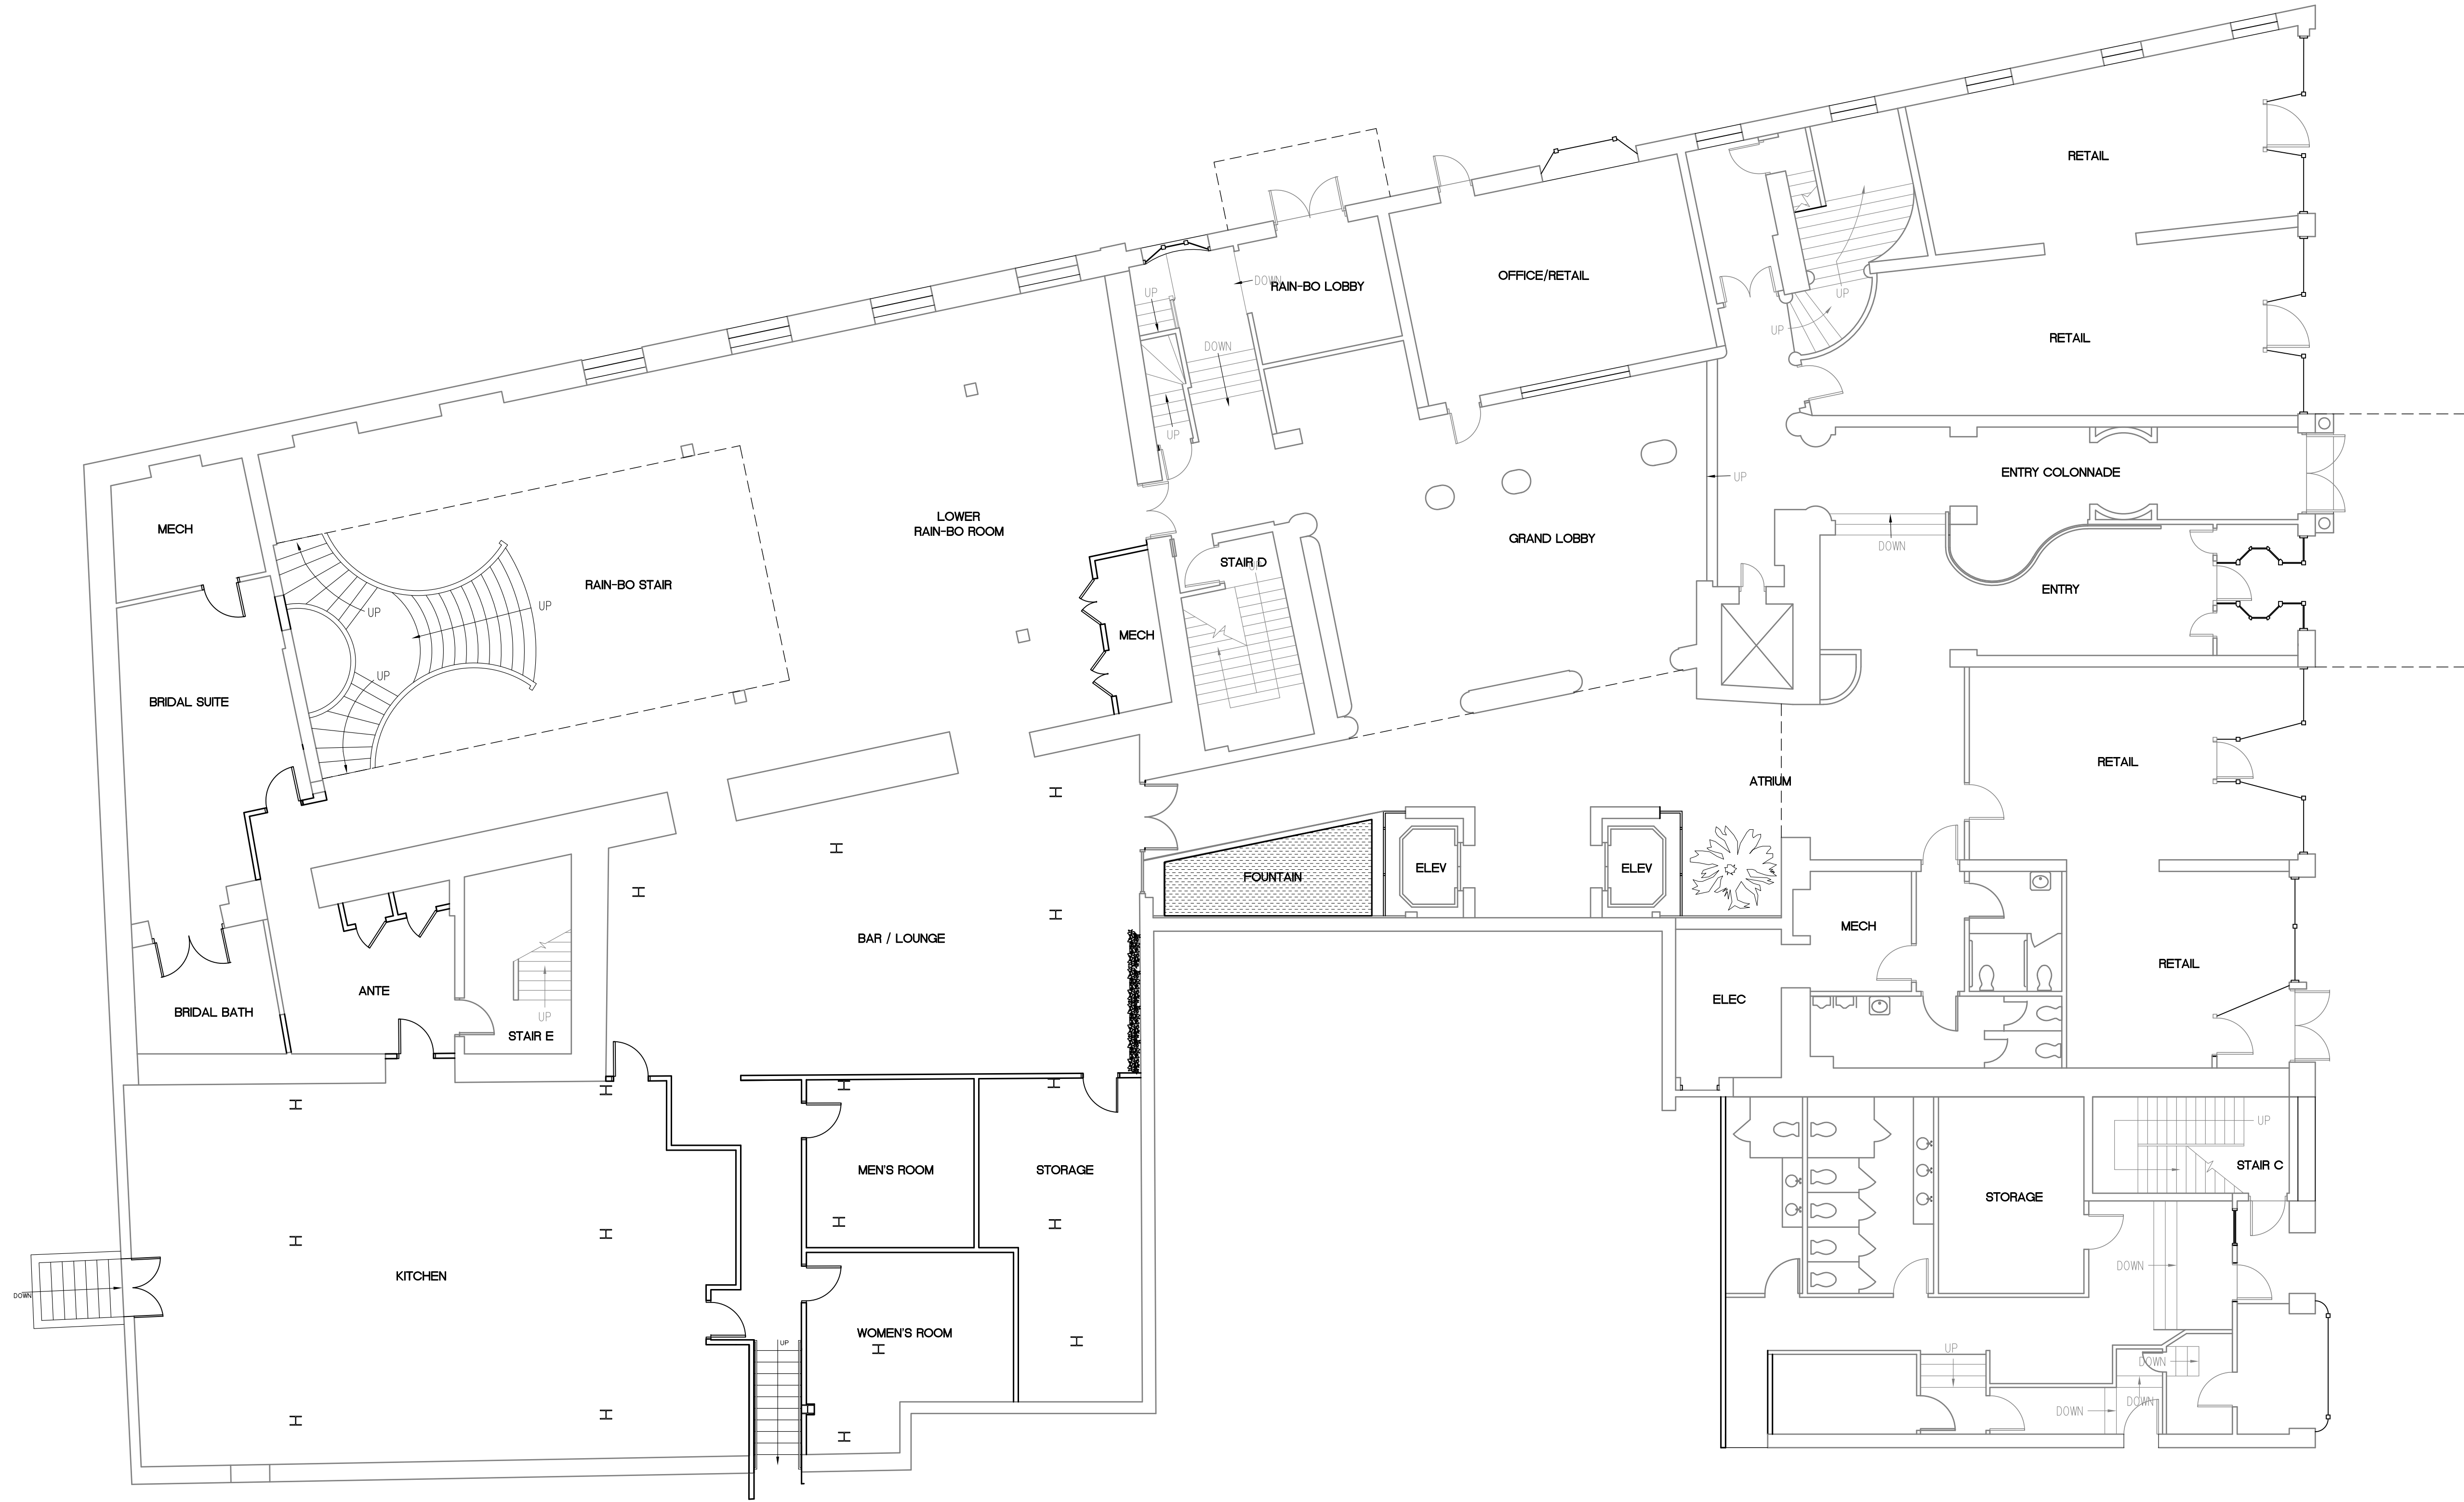 RETAIL
UP
DOWN
RAIN-BO LOBBY
OFFICE/RETAIL
UP
UP
RETAIL
DOWN
UP
UP
ENTRY COLONNADE
UP
MECH
LOWER
RAIN-BO ROOM
GRAND LOBBY
DOWN
STAIR D
UP
RAIN-BO STAIR
ENTRY
UP
UP
MECH
UP
BRIDAL SUITE
RETAIL
ATRIUM
ELEV
ELEV
FOUNTAIN
MECH
BAR / LOUNGE
RETAIL
ANTE
ELEC
BRIDAL BATH
UP
STAIR E
UP
STAIR C
MEN'S ROOM
STORAGE
STORAGE
DOWN
KITCHEN
DOWN
WOMEN'S ROOM
UP
UP
DOWN
DOWN
DOWN